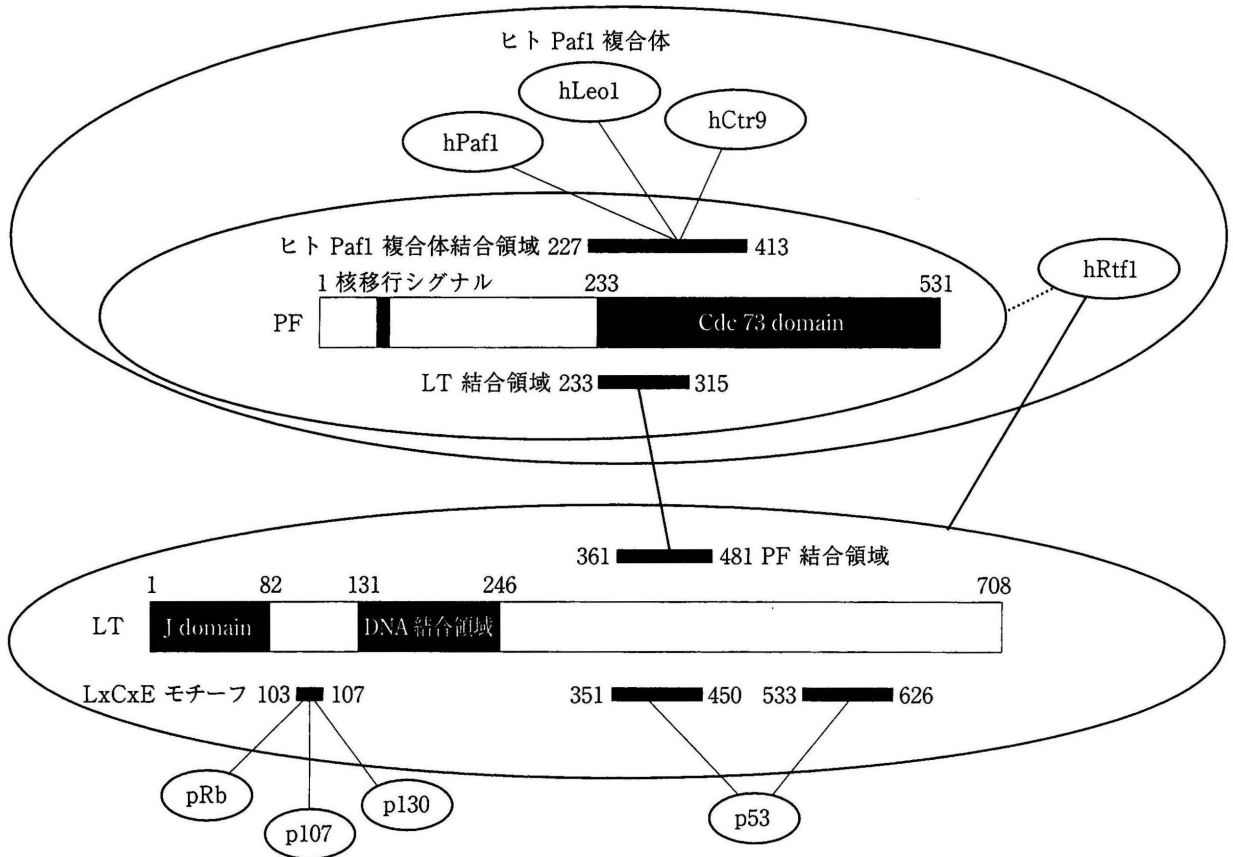 ヒト Paf1 複合体
hLeo1
hCtr9
hPaf1
ヒト Paf1 複合体結合領域 227 413
hRtf1
1 核移行シグナル 233 531
PF Cdc 73 domain
LT 結合領域 233 315
361 481 PF 結合領域
1 82 131 246 708
LT J domain DNA 結合領域
LxCxE モチーフ 103 107 351 450 533 626
pRb
p130
p53
p107